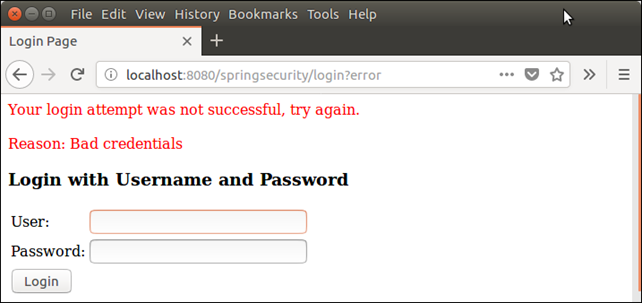 File Edit View History Bookmarks Tools Help
Login Page
localhost:8080/springsecurity/login?error
Your login attempt was not successful, try again.
Reason: Bad credentials
Login with Username and Password
User:
Password:
Login